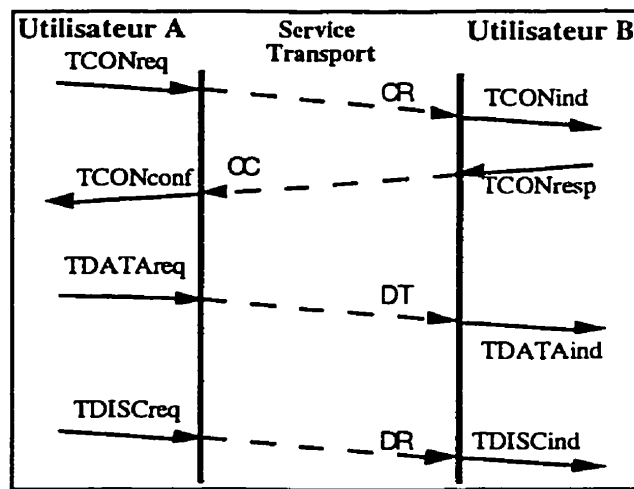 Utilisateur A
Service
Transport
Utilisateur B
TCONreq
CR
TCONind
TCONconf
CC
TCONresp
TDATAreq
DT
TDATAind
TDISCreq
DR
TDISCind